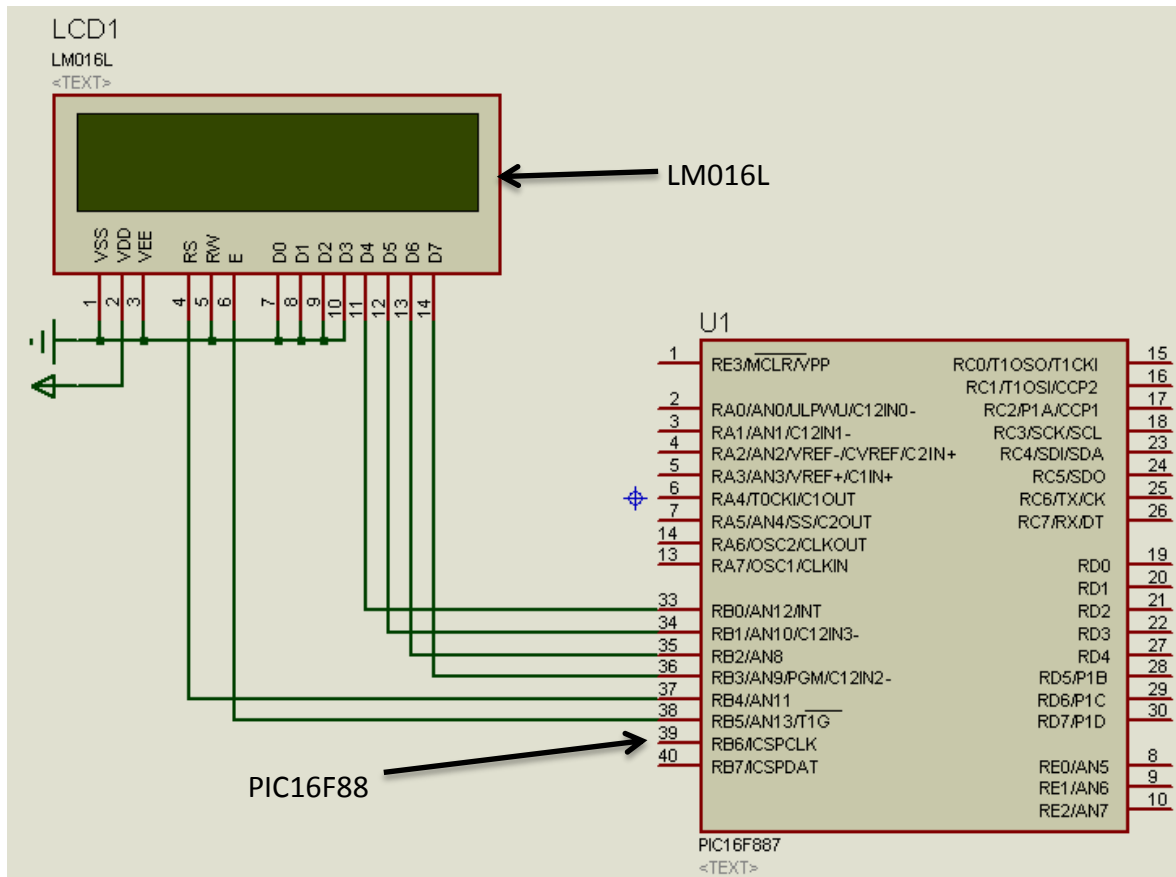 LCD1
LM016L
<TEXT>
LM016L
VSS
VDD
VEE
RS
RW
E
D0
D1
D2
D3
D4
D5
D6
D7
1
2
3
4
5
6
7
8
9
10
11
12
13
14
U1
1 RE3/MCLR/VPP
2 RA0/AN0/ULPWU/C12IN0-
3 RA1/AN1/C12IN1-
4 RA2/AN2/VREF-/CVREF/C2IN+
5 RA3/AN3/VREF+/C1IN+
6 RA4/T0CKI/C1OUT
7 RA5/AN4/SS/C2OUT
14 RA6/OSC2/CLKOUT
13 RA7/OSC1/CLKIN
33 RB0/AN12/INT
34 RB1/AN10/C12IN3-
35 RB2/AN8
36 RB3/AN9/PGM/C12IN2-
37 RB4/AN11
38 RB5/AN13/T1G
39 RB6/ICSPCLK
40 RB7/ICSPDAT
RC0/T1OSO/T1CKI 15
RC1/T1OSI/CCP2 16
RC2/P1A/CCP1 17
RC3/SCK/SCL 18
RC4/SDI/SDA 23
RC5/SDO 24
RC6/TX/CK 25
RC7/RX/DT 26
RD0 19
RD1 20
RD2 21
RD3 22
RD4 27
RD5/P1B 28
RD6/P1C 29
RD7/P1D 30
RE0/AN5 8
RE1/AN6 9
RE2/AN7 10
PIC16F88
PIC16F887
<TEXT>